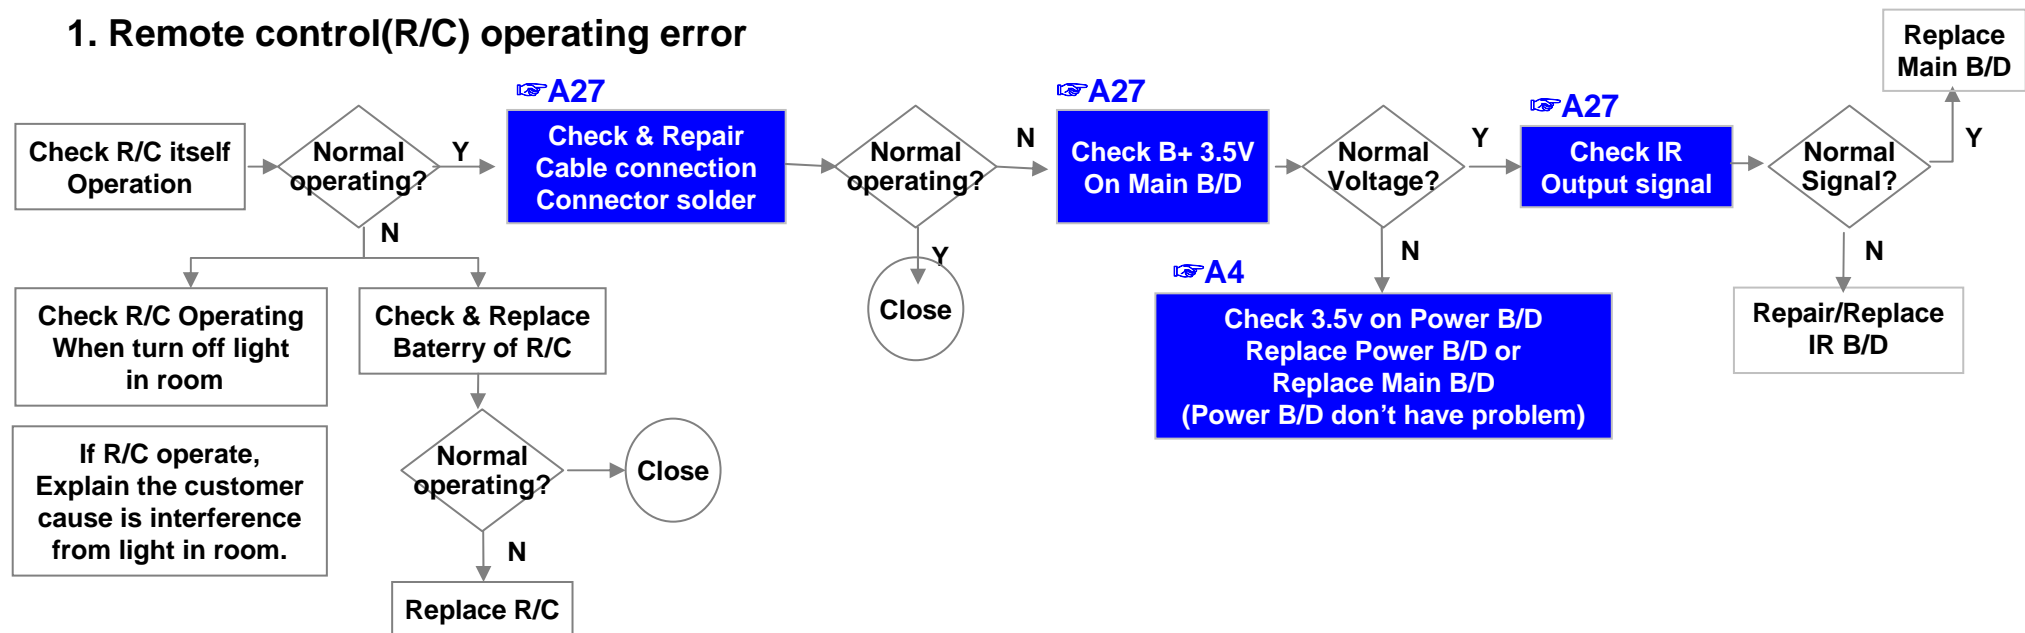 1. Remote control(R/C) operating error
Replace
Main B/D
☞A27
☞A27
☞A27
Check R/C itself
Operation
Normal
operating?
Y
Check & Repair
Cable connection
Connector solder
Normal
operating?
N
Check B+ 3.5V
On Main B/D
Normal
Voltage?
Y
Check IR
Output signal
Normal
Signal?
Y
N
Y
N
N
☞A4
Check R/C Operating
When turn off light
in room
Check & Replace
Baterry of R/C
Close
Check 3.5v on Power B/D
Replace Power B/D or
Replace Main B/D
(Power B/D don’t have problem)
Repair/Replace
IR B/D
If R/C operate,
Explain the customer
cause is interference
from light in room.
Normal
operating?
Close
N
Replace R/C